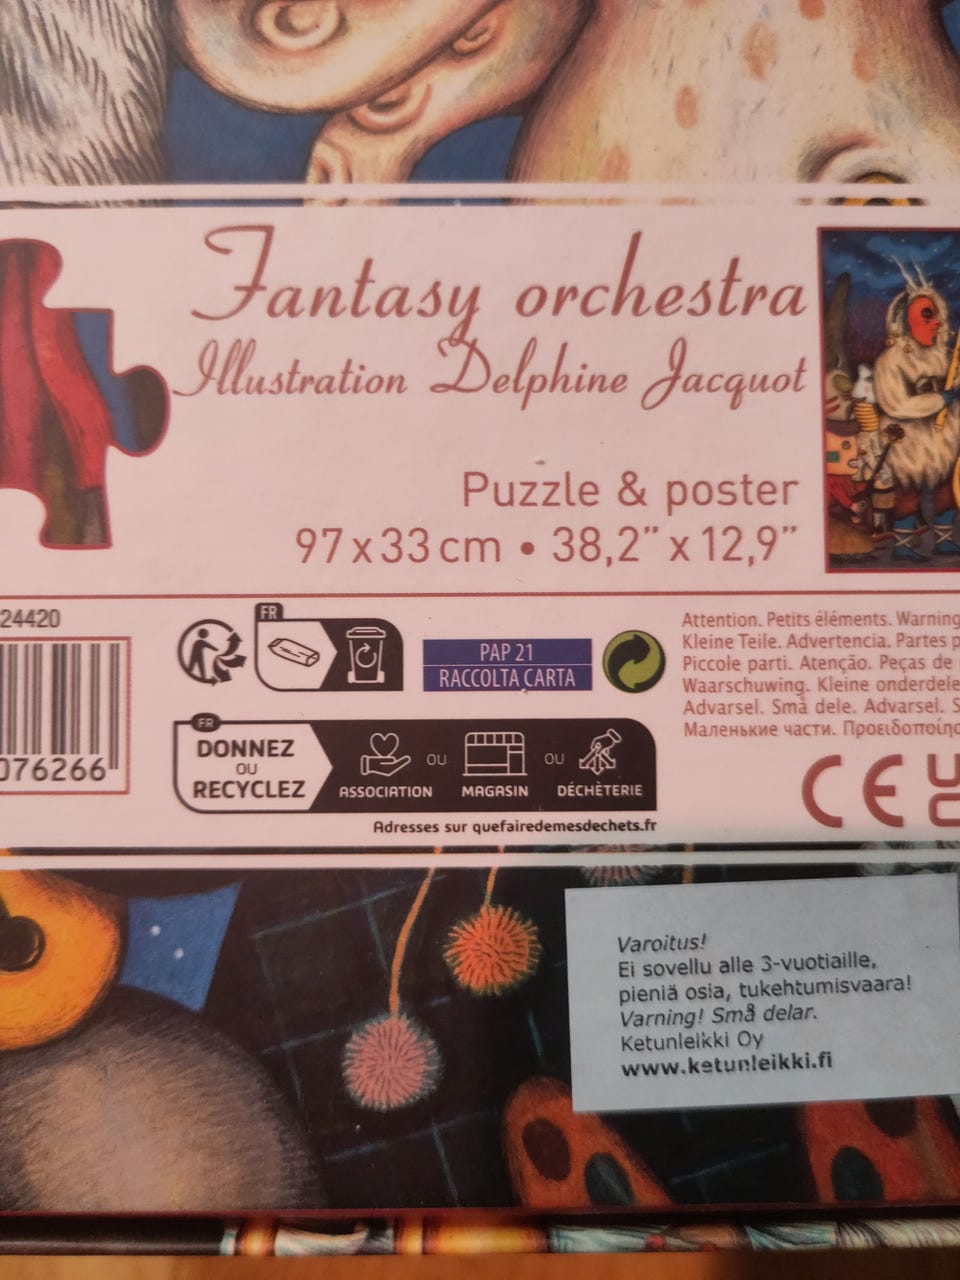 Fantasy orchestra
Illustration Delphine Jacquot
Puzzle & poster
97 x 33 cm • 38,2" x 12,9"
24420
076266
FR
PAP 21
RACCOLTA CARTA
FR
DONNEZ
OU
RECYCLEZ
ASSOCIATION
OU
MAGASIN
OU
DÉCHÈTERIE
Adresses sur quefairedemesdechets.fr
Attention. Petits éléments. Warning
Kleine Teile. Advertencia. Partes
Piccole parti. Atenção. Peças de
Waarschuwing. Kleine
Advarsel. Små dele. Advarsel.
Маленькие части.
CE
Varoitus!
Ei sovellu alle 3-vuotiaille,
pieniä osia, tukehtumisvaara!
Varning! Små delar.
Ketunleikki Oy
www.ketunleikki.fi